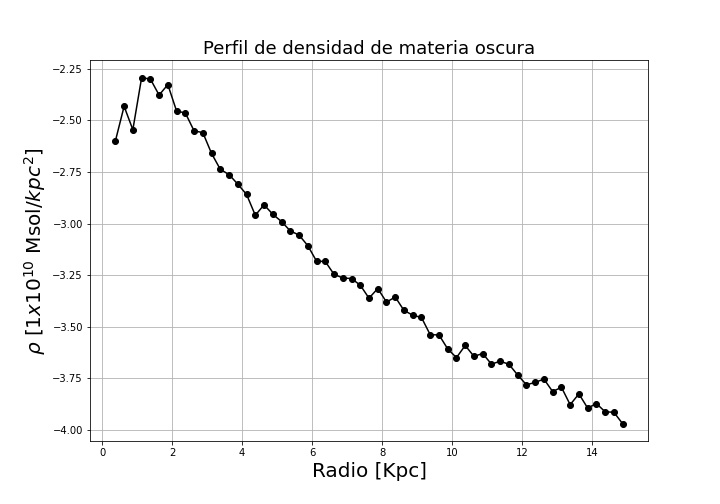 Perfil de densidad de materia oscura
ρ [1x10^{10} Msol/kpc^2]
−2.25
−2.50
−2.75
−3.00
−3.25
−3.50
−3.75
−4.00
0 2 4 6 8 10 12 14
Radio [Kpc]